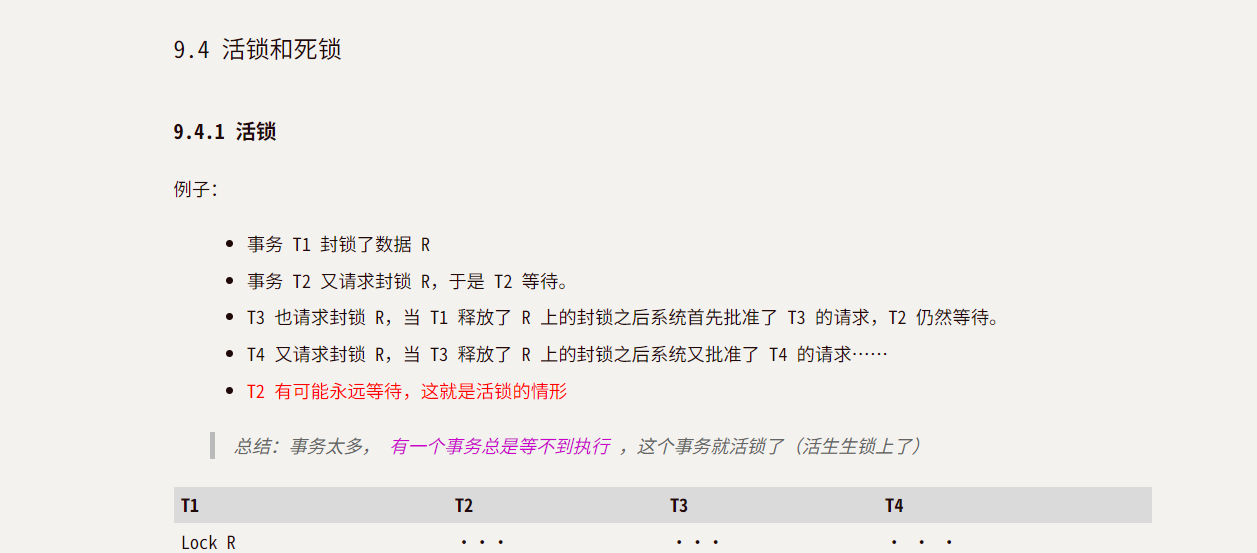 9.4 活锁和死锁
9.4.1 活锁
例子：
• 事务 T1 封锁了数据 R
• 事务 T2 又请求封锁 R，于是 T2 等待。
• T3 也请求封锁 R，当 T1 释放了 R 上的封锁之后系统首先批准了 T3 的请求，T2 仍然等待。
• T4 又请求封锁 R，当 T3 释放了 R 上的封锁之后系统又批准了 T4 的请求……
• T2 有可能永远等待，这就是活锁的情形
总结：事务太多， 有一个事务总是等不到执行 ，这个事务就活锁了（活生生锁上了）
T1 T2 T3 T4
Lock R ··· ··· · · ·